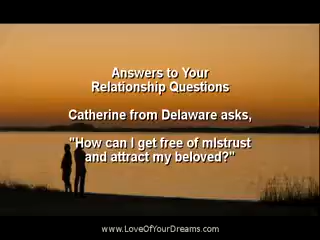 Answers to Your
Relationship Questions
Catherine from Delaware asks,
"How can I get free of mIstrust
and attract my beloved?"
www.LoveOfYourDreams.com